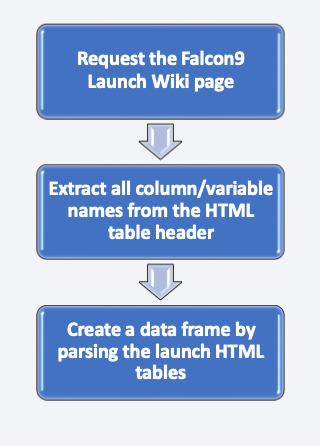 Request the Falcon9
Launch Wiki page
Extract all column/variable
names from the HTML
table header
Create a data frame by
parsing the launch HTML
tables